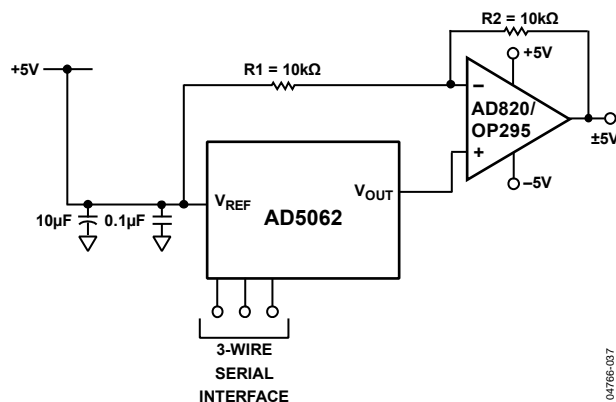 R2 = 10kΩ
+5V
R1 = 10kΩ
+5V
−
AD820/
OP295
±5V
+
−5V
VREF
VOUT
AD5062
10µF
0.1µF
3-WIRE
SERIAL
INTERFACE
04766-037